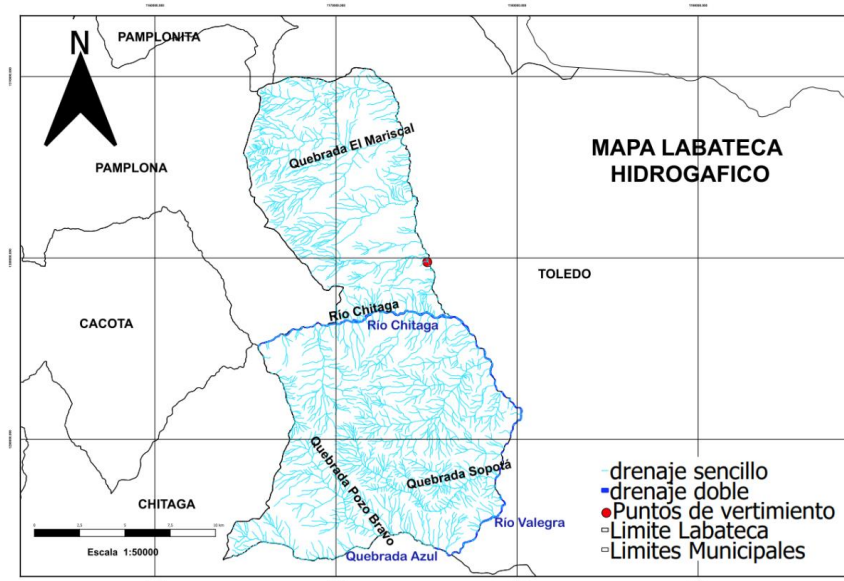 PAMPLONITA
N
Quebrada El Mariscal
MAPA LABATECA
HIDROGAFICO
PAMPLONA
TOLEDO
CACOTA
Río Chitaga
Río Chitaga
Quebrada Pozo Bravo
Quebrada Sopotá
CHITAGA
Río Valegra
Quebrada Azul
Escala 1:50000
drenaje sencillo
drenaje doble
Puntos de vertimiento
Limite Labateca
Limites Municipales